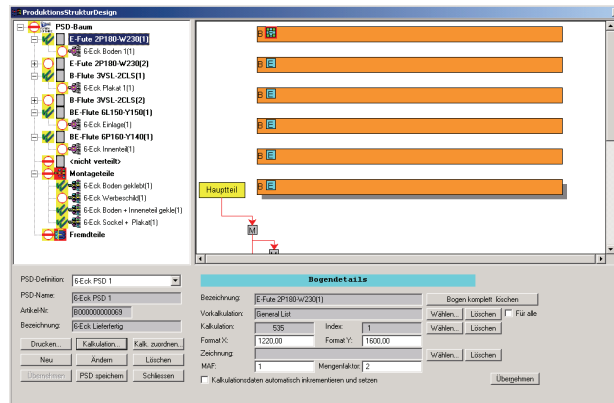 ProduktionsStrukturDesign
PSD-Baum
E-Fute 2P180-W230(1)
6-Eck Boden 1(1)
E-Flute 2P180-W230(2)
B-Flute 3VSL-2CLS(1)
6-Eck Plakat 1(1)
B-Flute 3VSL-2CLS(2)
BE-Flute 6L150-Y150(1)
6-Eck Einlage(1)
BE-Flute 6P160-Y140(1)
6-Eck Innenteil(1)
<nicht verteilt>
Montageteile
6-Eck Boden geklebt(1)
6-Eck Werbeschild(1)
6-Eck Boden + Inneneteil gekle(1)
6-Eck Sockel + Plakat(1)
Fremdteile
B
B E
B E
B E
B E
B E
Hauptteil
M
M
PSD-Definition: 6-Eck PSD 1
PSD-Name: 6-Eck PSD 1
Artikel-Nr: B000000000069
Bezeichnung: 6-Eck Lieferfertig
Drucken... Kalkulation... Kalk. zuordnen...
Neu Ändern Löschen
Übernehmen PSD speichern Schliessen
Bogendetails
Bezeichnung: E-Fute 2P180-W230(1) Bogen komplett löschen
Vorkalkulation: General List Wählen... Löschen Für alle
Kalkulation: 535 Index: 1 Wählen... Löschen
Format X: 1220,00 Format Y: 1600,00
Zeichnung: Wählen... Löschen
MAF: 1 Mengenfaktor: 2
Kalkulationsdaten automatisch inkrementieren und setzen Übernehmen